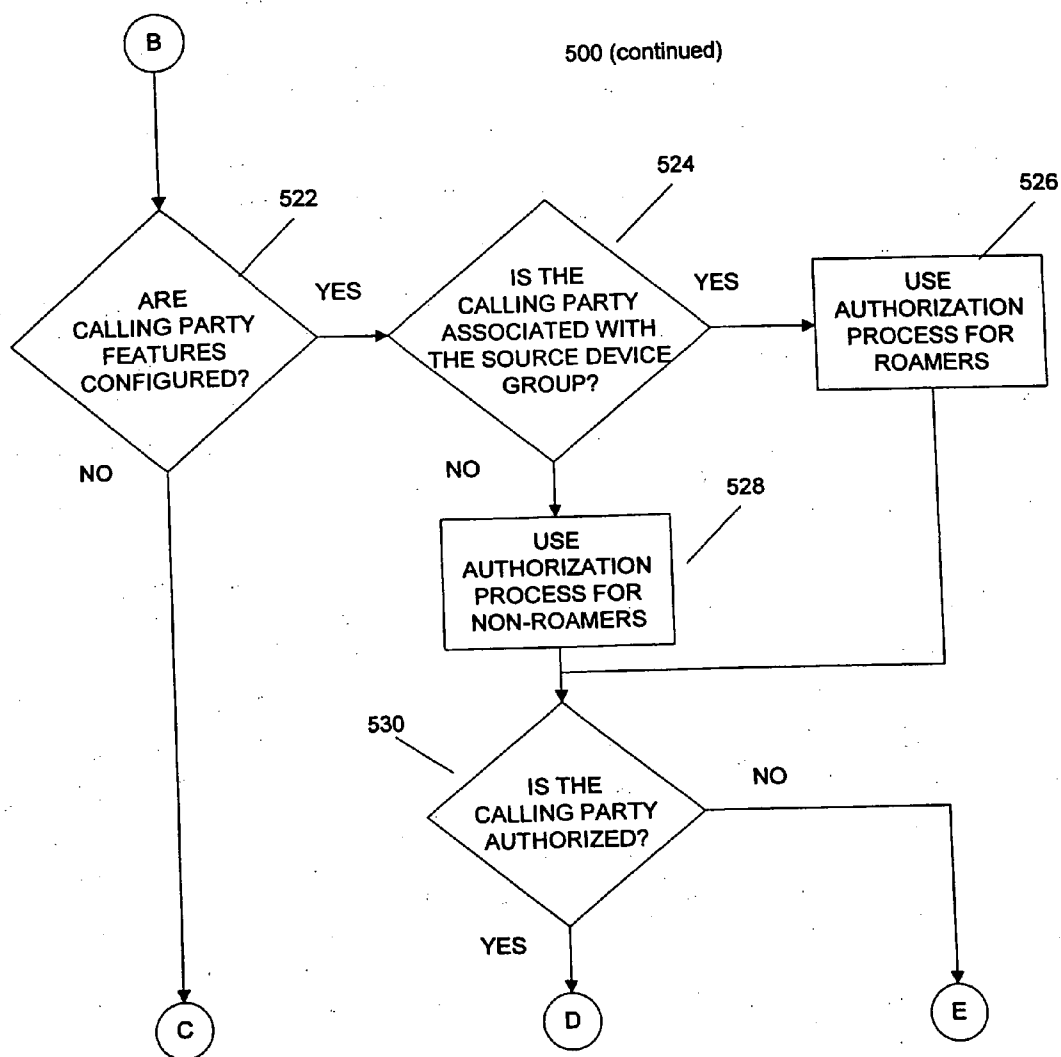 B
500 (continued)
522
524
526
ARE
CALLING PARTY
FEATURES
CONFIGURED?
YES
IS THE
CALLING PARTY
ASSOCIATED WITH
THE SOURCE DEVICE
GROUP?
YES
USE
AUTHORIZATION
PROCESS FOR
ROAMERS
NO
NO
528
USE
AUTHORIZATION
PROCESS FOR
NON-ROAMERS
530
IS THE
CALLING PARTY
AUTHORIZED?
NO
YES
C
D
E